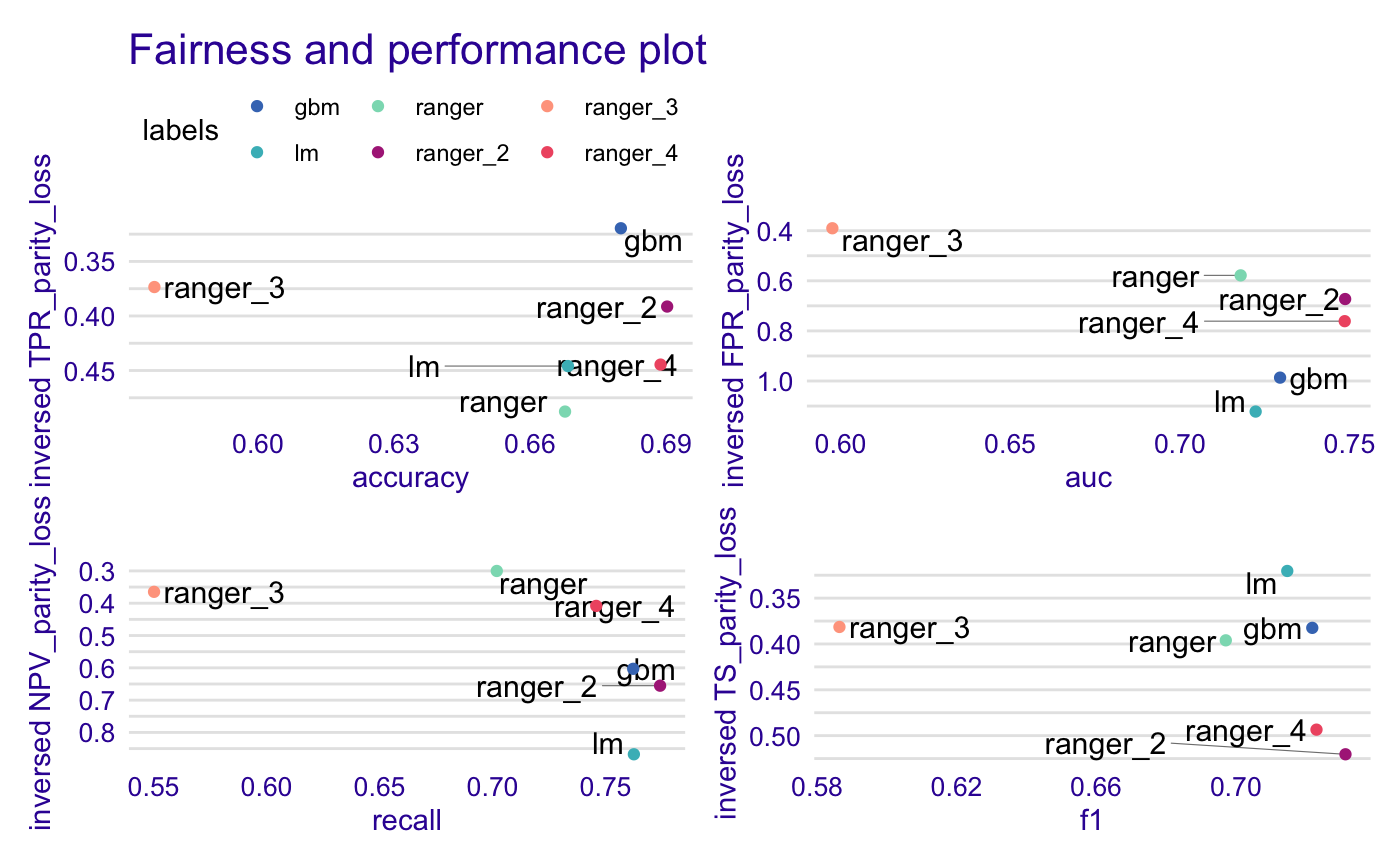 Fairness and performance plot
labels
gbm ranger ranger_3
lm ranger_2 ranger_4
inversed TPR_parity_loss
0.35
0.40
0.45
gbm
ranger_3
ranger_2
lm
ranger_4
ranger
0.60 0.63 0.66 0.69
accuracy
inversed FPR_parity_loss
0.4
0.6
0.8
1.0
ranger_3
ranger
ranger_2
ranger_4
gbm
lm
0.60 0.65 0.70 0.75
auc
inversed NPV_parity_loss
0.3
0.4
0.5
0.6
0.7
0.8
ranger
ranger_3
ranger_4
gbm
ranger_2
lm
0.55 0.60 0.65 0.70 0.75
recall
inversed TS_parity_loss
0.35
0.40
0.45
0.50
lm
ranger_3
gbm
ranger
ranger_4
ranger_2
0.58 0.62 0.66 0.70
f1